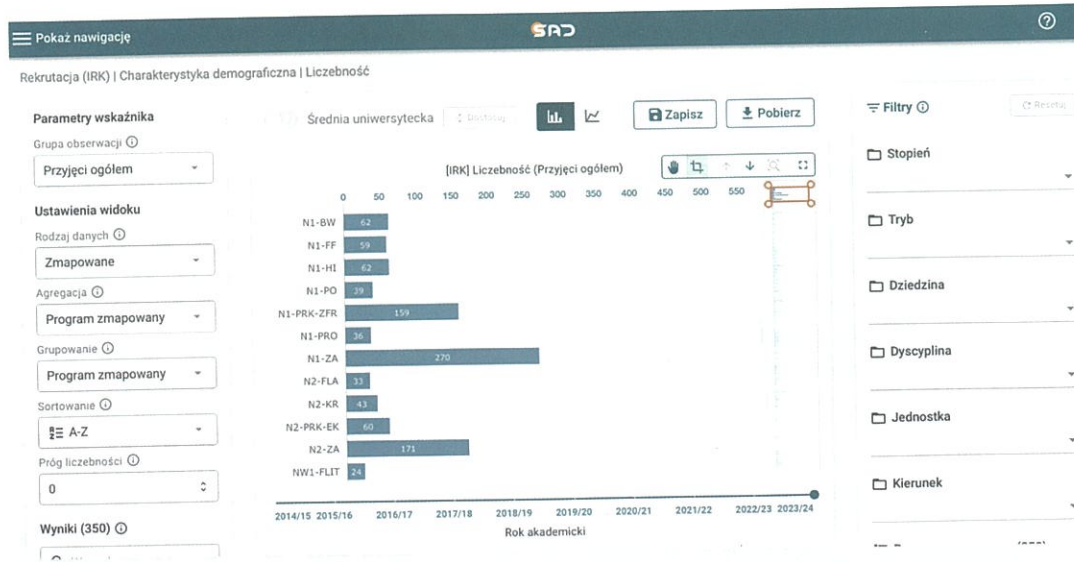 Pokaż nawigację
SAD
Rekrutacja (IRK) | Charakterystyka demograficzna | Liczebność
Parametry wskaźnika
Grupa obserwacji
Przyjęci ogółem
Ustawienia widoku
Rodzaj danych
Zmapowane
Agregacja
Program zmapowany
Grupowanie
Program zmapowany
Sortowanie
A-Z
Próg liczebności
0
Wyniki (350)
Średnia uniwersytecka
Zapisz
Pobierz
[IRK] Liczebność (Przyjęci ogółem)
0 50 100 150 200 250 300 350 400 450 500 550
N1-BW 62
N1-FF 59
N1-HI 62
N1-PO 39
N1-PRK-ZFR 159
N1-PRO 36
N1-ZA 270
N2-FLA 33
N2-KR 43
N2-PRK-EK 60
N2-ZA 171
NW1-FLIT 24
2014/15 2015/16 2016/17 2017/18 2018/19 2019/20 2020/21 2021/22 2022/23 2023/24
Rok akademicki
Filtry
Resetuj
Stopień
Tryb
Dziedzina
Dyscyplina
Jednostka
Kierunek